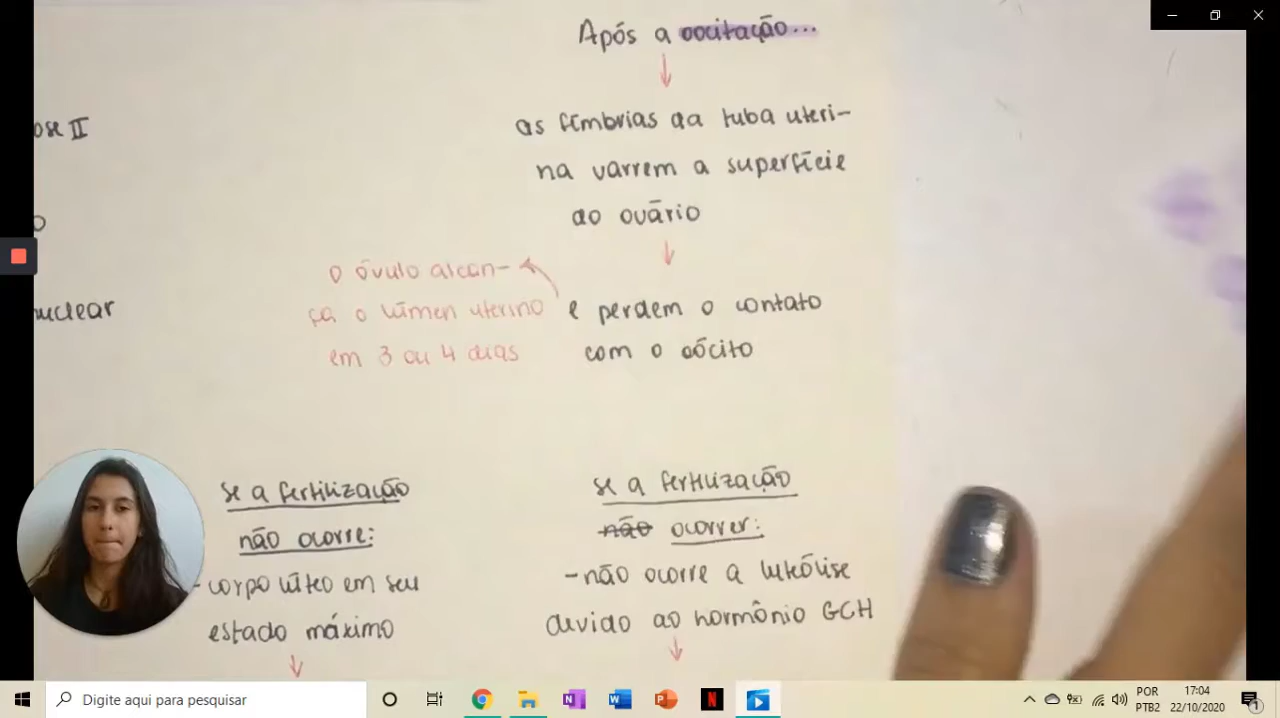 Após a oocitação...
ose II
as fímbrias da tuba uteri-
na varrem a superfície
do ovário
o
o óvulo alcan-
ça o lúmen uterino
em 3 ou 4 dias
e perdem o contato
com o oócito
nuclear
se a fertilização
não ocorre:
-corpo lúteo em seu
estado máximo
se a fertilização
não ocorrer:
-não ocorre a luteólise
devido ao hormônio GCH
Digite aqui para pesquisar
POR
PTB2
17:04
22/10/2020
1